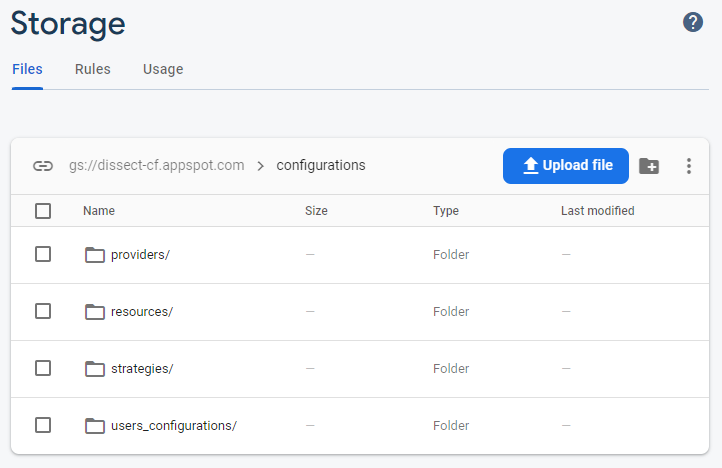 Storage
Files Rules Usage
gs://dissect-cf.appspot.com > configurations Upload file
Name Size Type Last modified
providers/ — Folder —
resources/ — Folder —
strategies/ — Folder —
users_configurations/ — Folder —